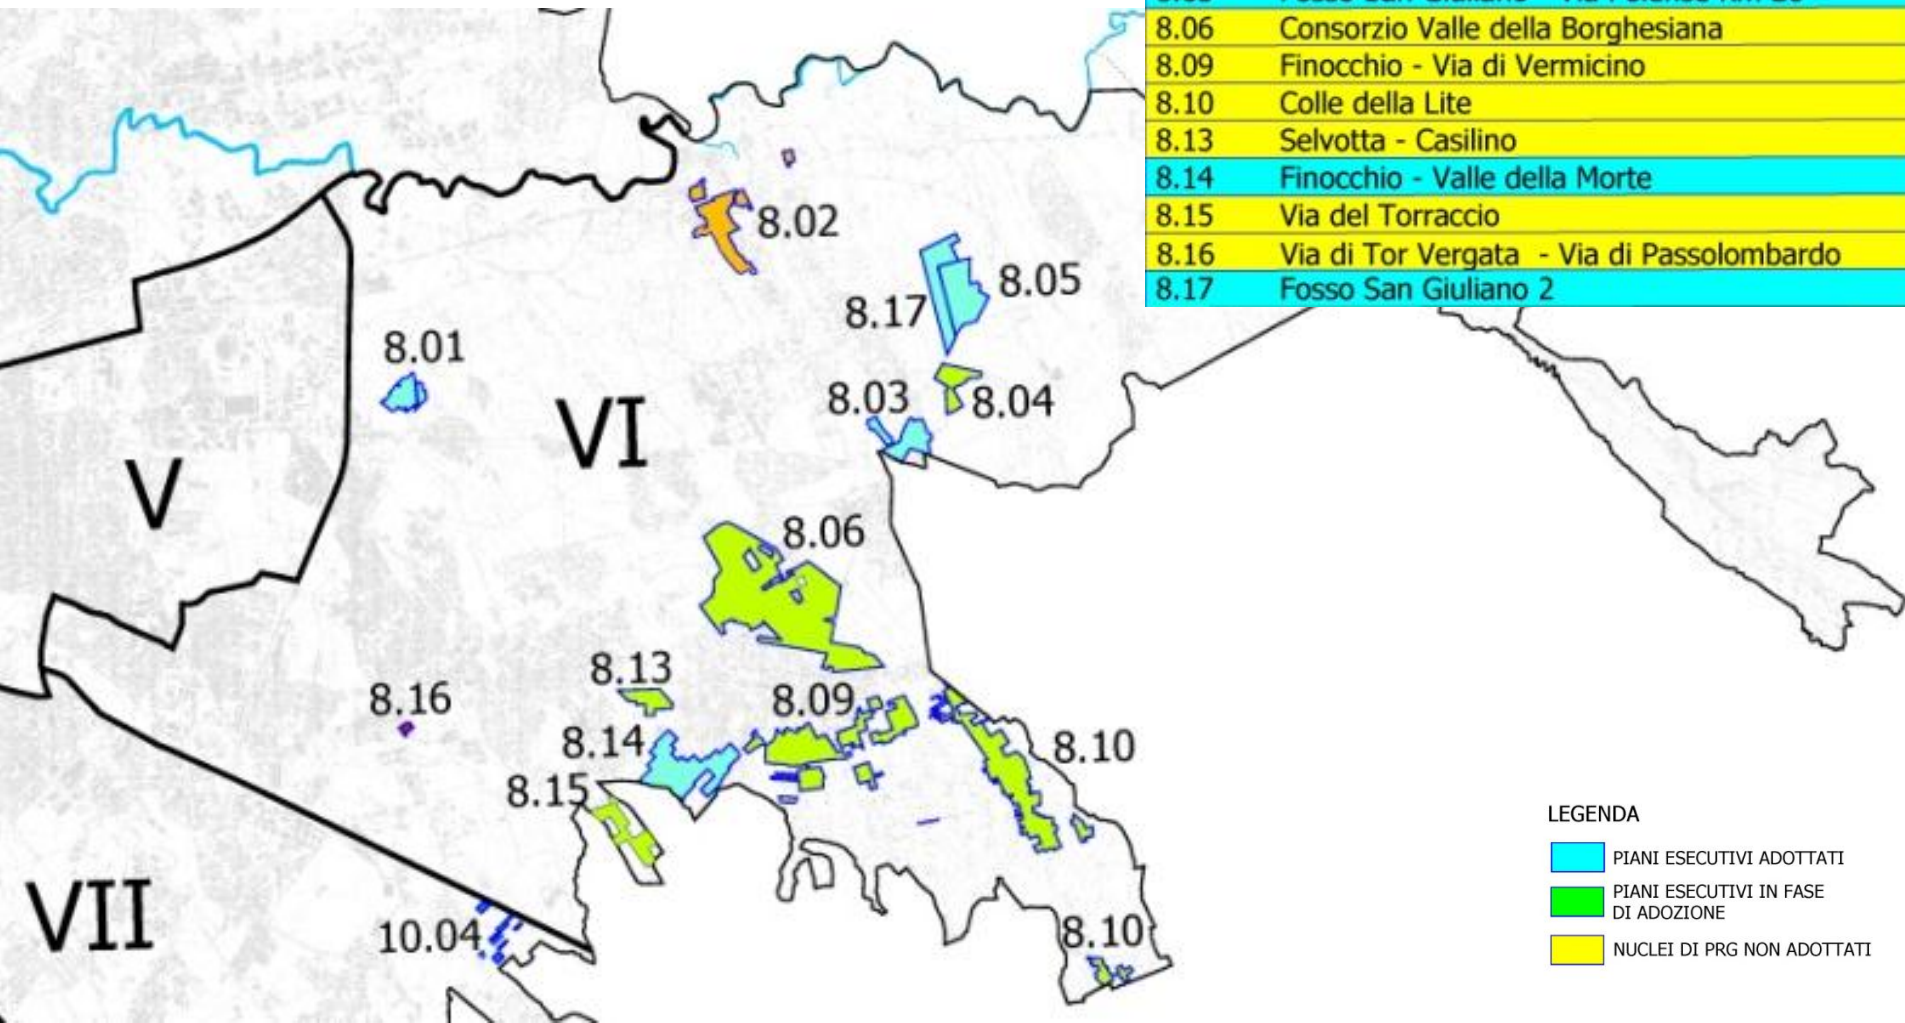 8.06 Consorzio Valle della Borghesiana
8.09 Finocchio - Via di Vermicino
8.10 Colle della Lite
8.13 Selvotta - Casilino
8.14 Finocchio - Valle della Morte
8.15 Via del Torraccio
8.16 Via di Tor Vergata - Via di Passolombardo
8.17 Fosso San Giuliano 2
8.02
8.05
8.17
8.01
8.03
8.04
VI
V
8.06
8.13
8.09
8.16
8.14
8.10
8.15
VII
10.04
8.10
LEGENDA
PIANI ESECUTIVI ADOTTATI
PIANI ESECUTIVI IN FASE
DI ADOZIONE
NUCLEI DI PRG NON ADOTTATI